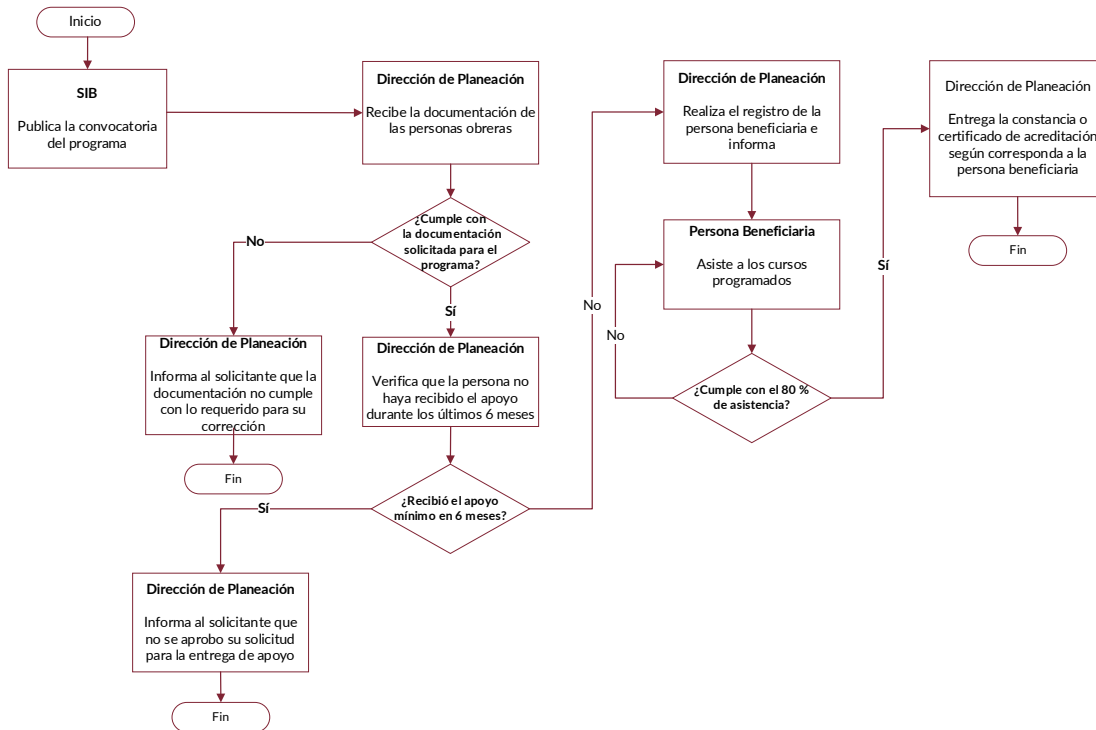 Inicio
SIB
Publica la convocatoria
del programa
Dirección de Planeación
Recibe la documentación de
las personas obreras
¿Cumple con
la documentación
solicitada para el
programa?
No
Sí
Dirección de Planeación
Informa al solicitante que la
documentación no cumple
con lo requerido para su
corrección
Fin
Dirección de Planeación
Verifica que la persona no
haya recibido el apoyo
durante los últimos 6 meses
¿Recibió el apoyo
mínimo en 6 meses?
Sí
No
Dirección de Planeación
Informa al solicitante que
no se aprobo su solicitud
para la entrega de apoyo
Fin
Dirección de Planeación
Realiza el registro de la
persona beneficiaria e
informa
Persona Beneficiaria
Asiste a los cursos
programados
¿Cumple con el 80 %
de asistencia?
No
Sí
Dirección de Planeación
Entrega la constancia o
certificado de acreditación
según corresponda a la
persona beneficiaria
Fin